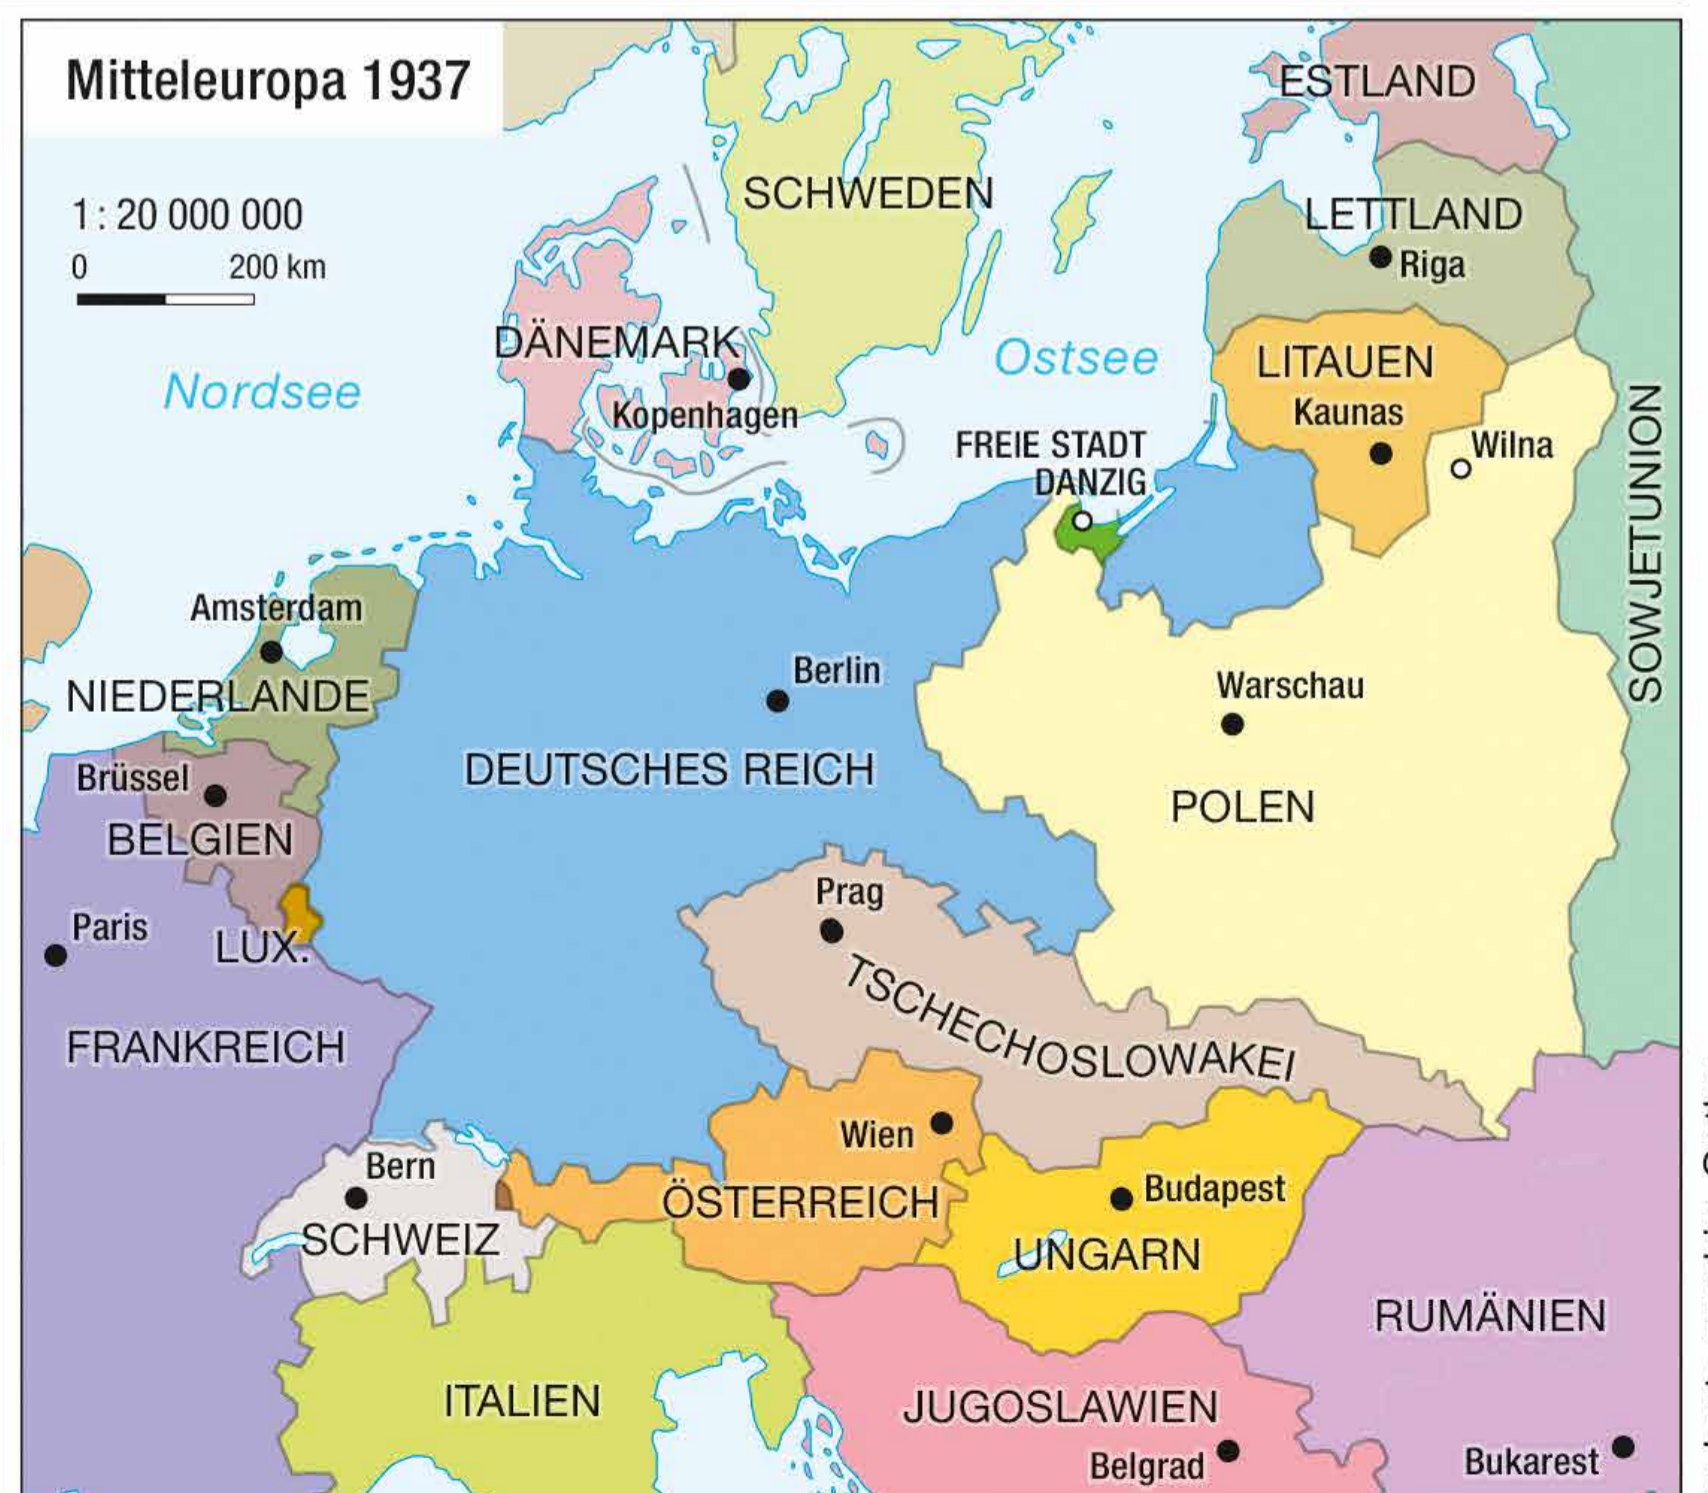 Mitteleuropa 1937
1 : 20 000 000
0 200 km
ESTLAND
SCHWEDEN
LETTLAND
Riga
DÄNEMARK
Kopenhagen
Nordsee
Ostsee
LITAUEN
Kaunas
Wilna
FREIE STADT
DANZIG
SOWJETUNION
Amsterdam
NIEDERLANDE
Berlin
DEUTSCHES REICH
Warschau
POLEN
Brüssel
BELGIEN
LUX.
Paris
FRANKREICH
Prag
TSCHECHOSLOWAKEI
Wien
ÖSTERREICH
Bern
SCHWEIZ
Budapest
UNGARN
RUMÄNIEN
ITALIEN
JUGOSLAWIEN
Belgrad
Bukarest